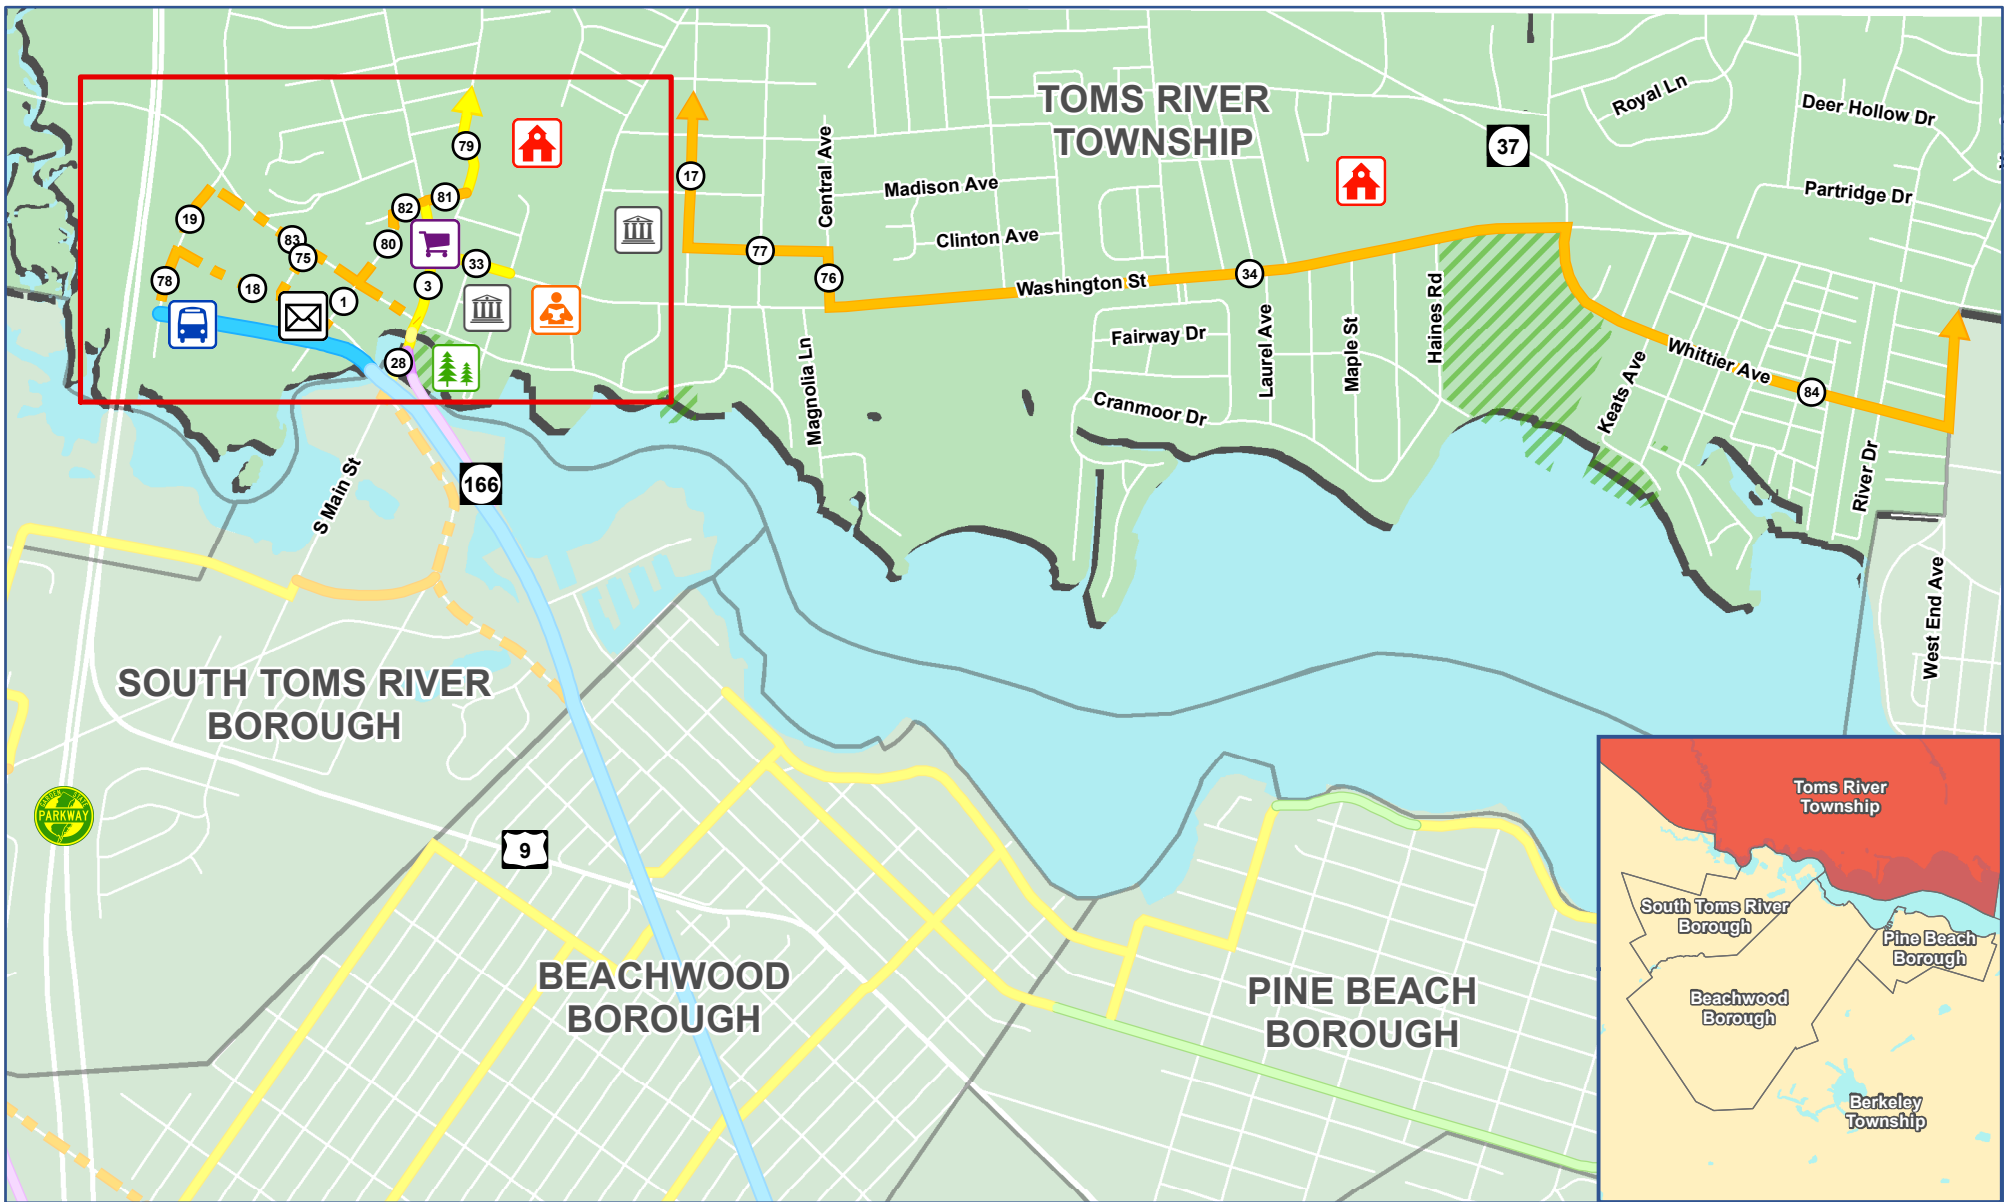 TOMS RIVER
TOWNSHIP
37
Royal Ln
Deer Hollow Dr
Partridge Dr
Central Ave
Madison Ave
Clinton Ave
79
17
81
82
19
83
75
80
33
77
76
34
78
18
1
3
28
Washington St
Fairway Dr
Cranmoor Dr
Magnolia Ln
Laurel Ave
Maple St
Haines Rd
Keats Ave
Whittier Ave
84
River Dr
West End Ave
S Main St
166
SOUTH TOMS RIVER
BOROUGH
GARDEN STATE
PARKWAY
9
BEACHWOOD
BOROUGH
PINE BEACH
BOROUGH
Toms River
Township
South Toms River
Borough
Pine Beach
Borough
Beachwood
Borough
Berkeley
Township